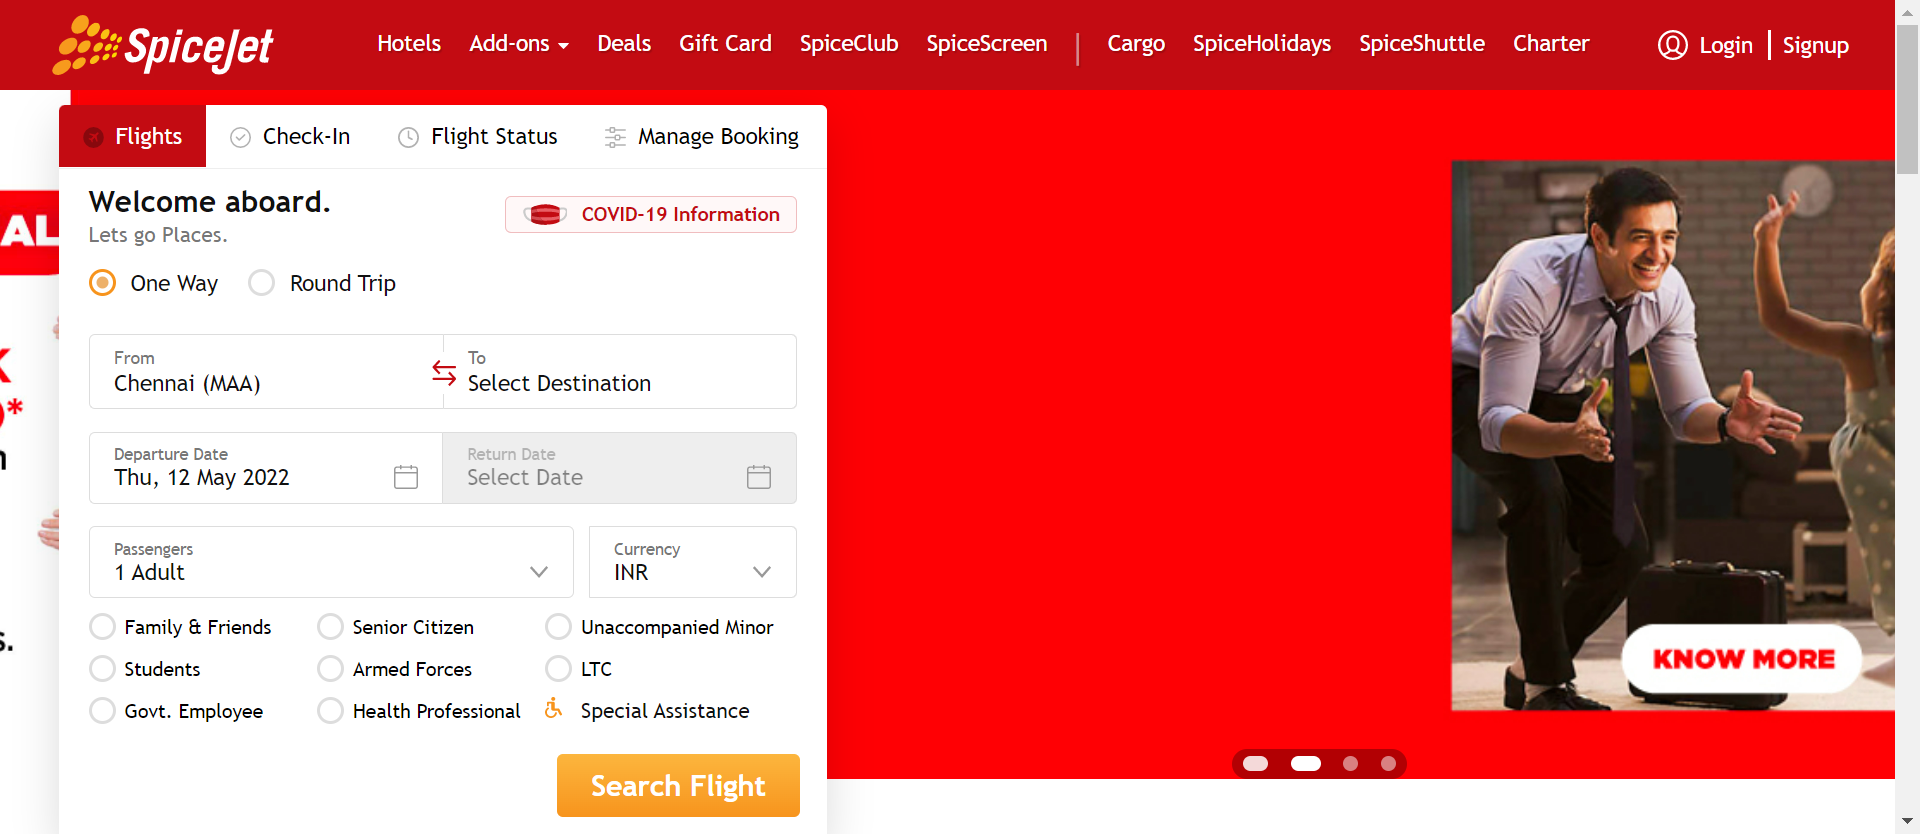 SpiceJet
Hotels Add-ons Deals Gift Card SpiceClub SpiceScreen | Cargo SpiceHolidays SpiceShuttle Charter Login | Signup
Flights Check-In Flight Status Manage Booking
Welcome aboard.
COVID-19 Information
Lets go Places.
One Way Round Trip
From To
Chennai (MAA) Select Destination
Departure Date Return Date
Thu, 12 May 2022 Select Date
Passengers Currency
1 Adult INR
Family & Friends Senior Citizen Unaccompanied Minor
Students Armed Forces LTC
Govt. Employee Health Professional Special Assistance
Search Flight
KNOW MORE